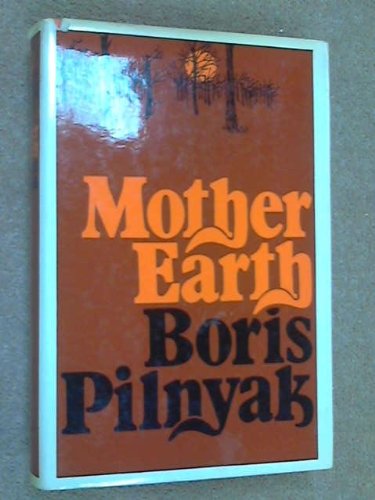 Mother
Earth
Boris
Pilnyak